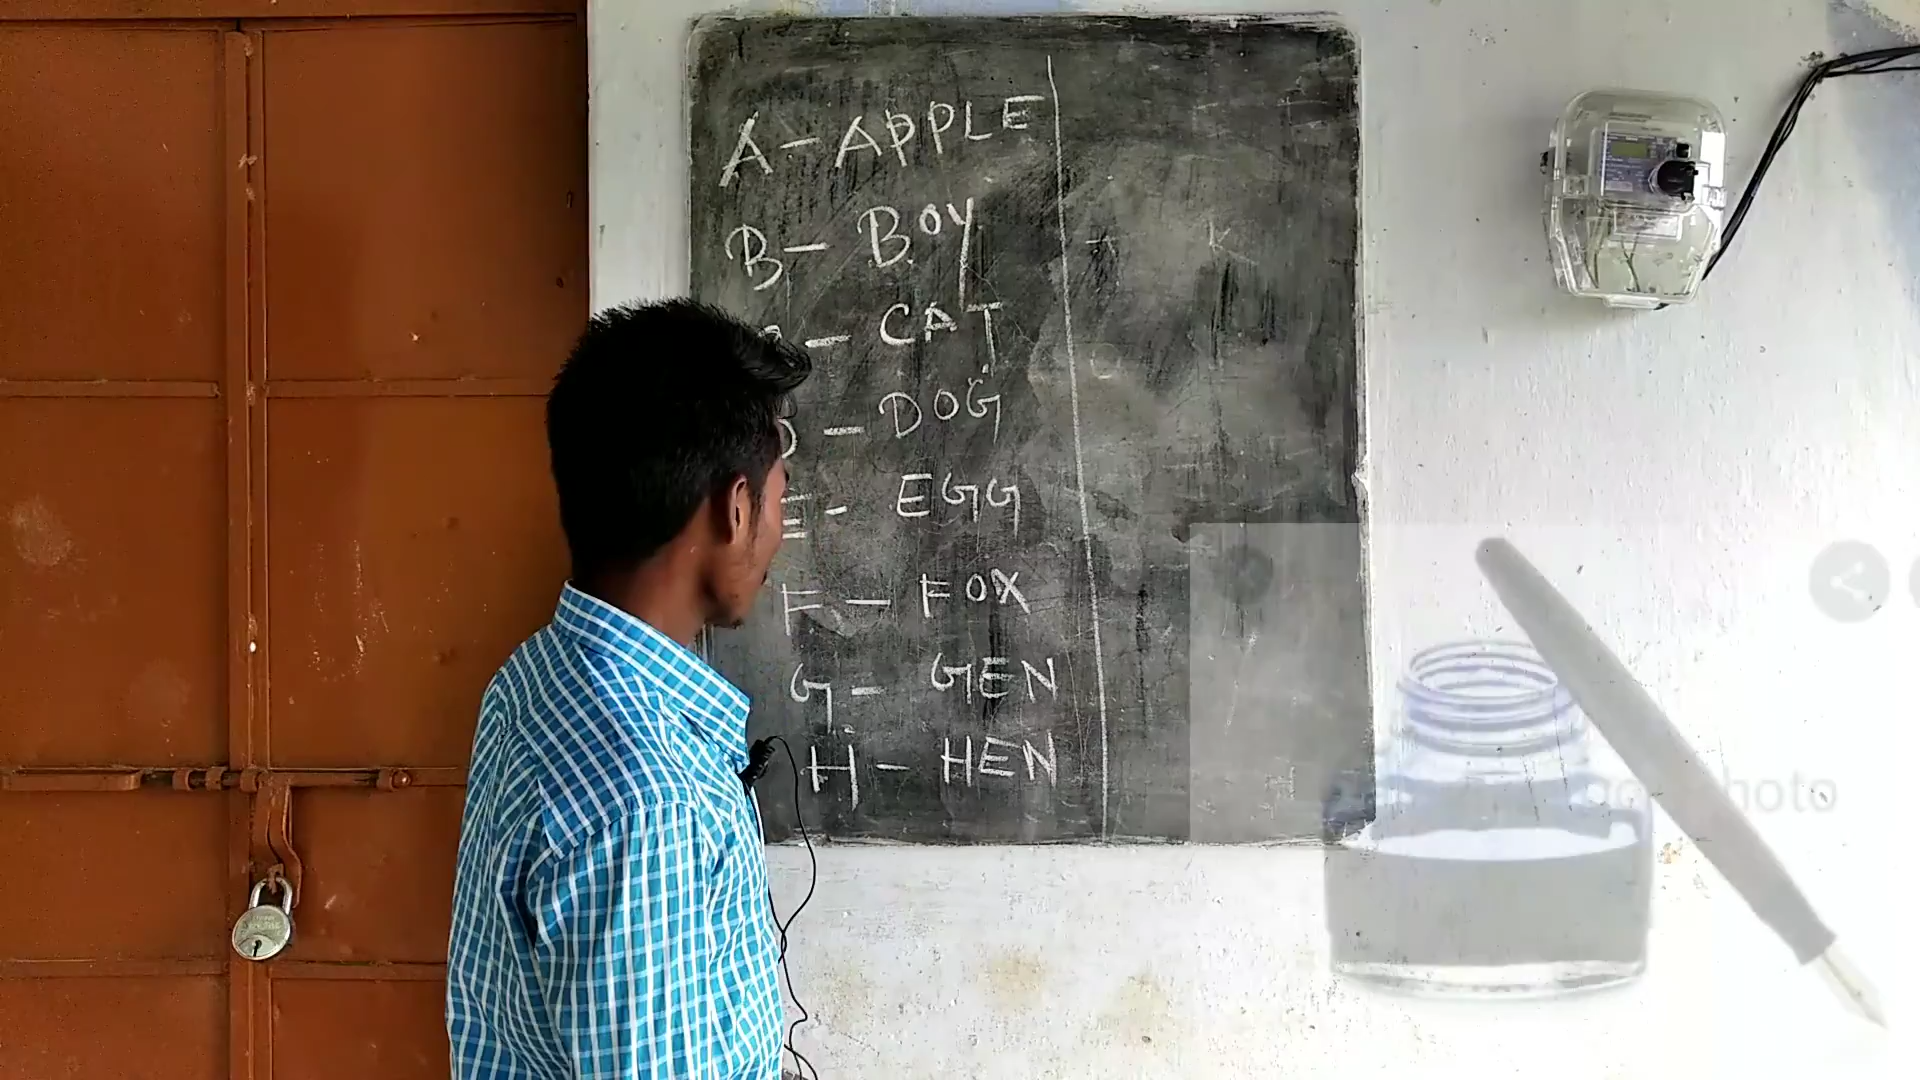 A - APPLE
B - BOY
- CAT
D - DOG
E - EGG
F - FOX
G - GEN
H - HEN
K